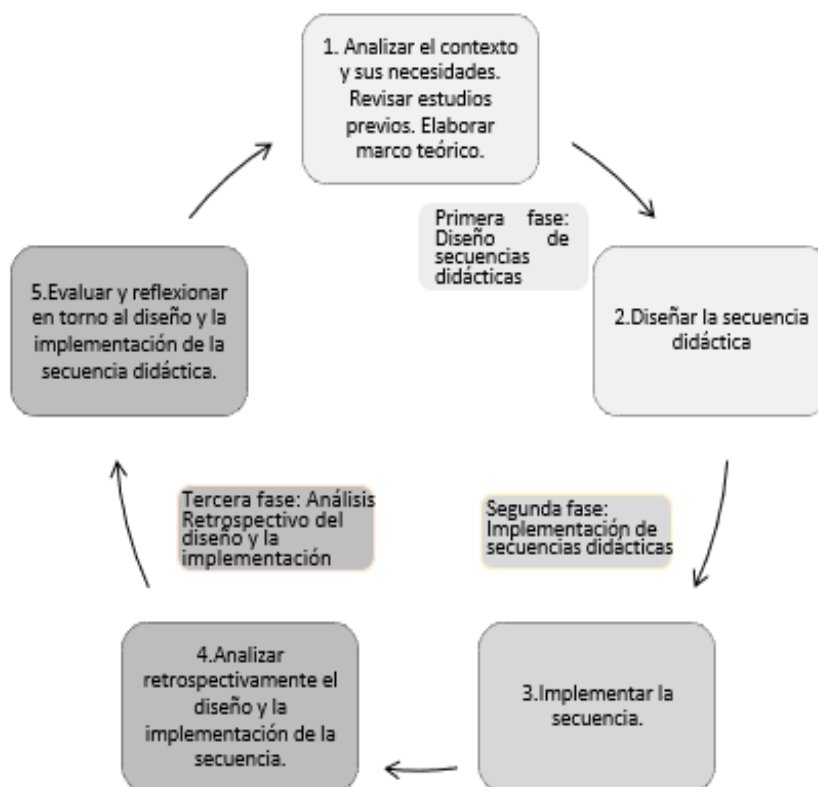 1. Analizar el contexto
y sus necesidades.
Revisar estudios
previos. Elaborar
marco teórico.
Primera fase:
Diseño de
secuencias
didácticas
2.Diseñar la secuencia
didáctica
Segunda fase:
Implementación de
secuencias didácticas
3.Implementar la
secuencia.
4.Analizar
retrospectivamente el
diseño y la
implementación de la
secuencia.
Tercera fase: Análisis
Retrospectivo del
diseño y la
implementación
5.Evaluar y reflexionar
en torno al diseño y la
implementación de la
secuencia didáctica.